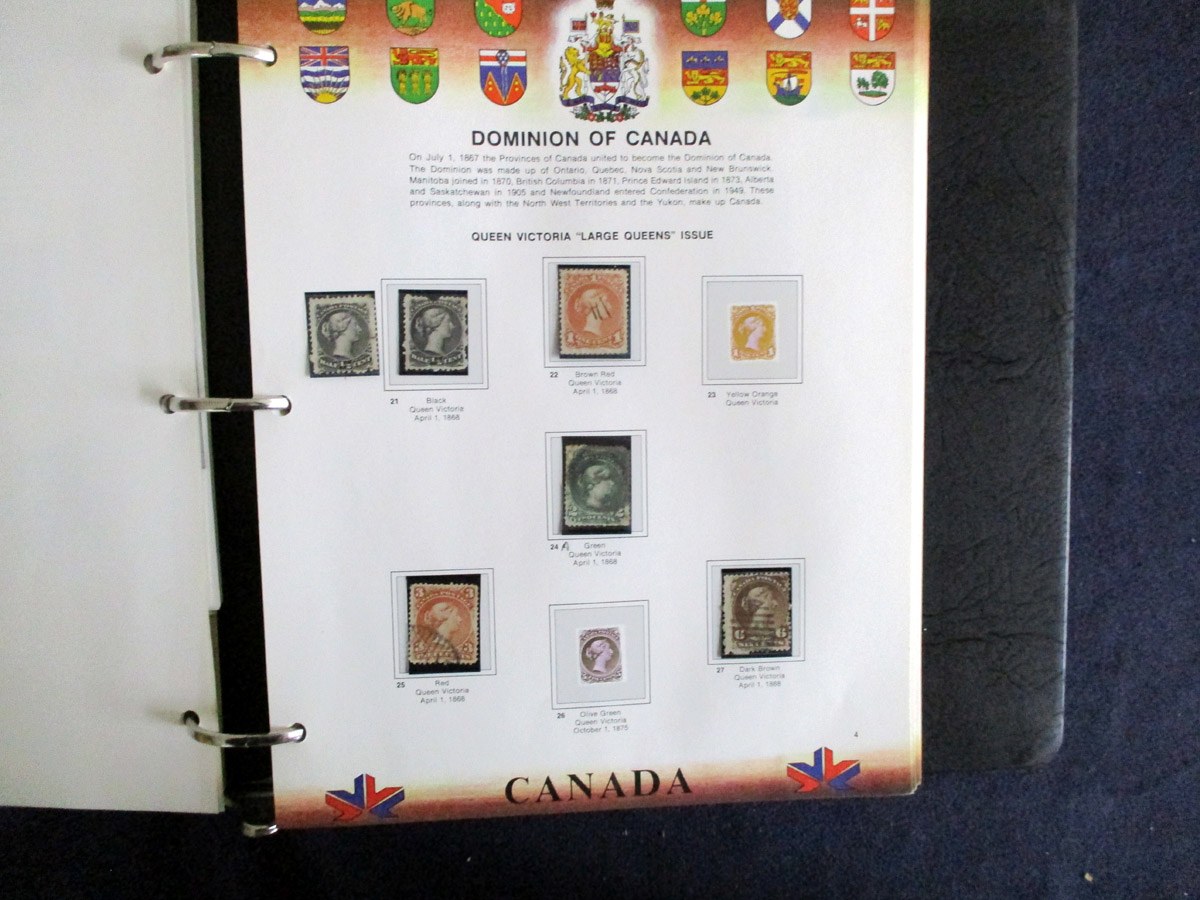 DOMINION OF CANADA
On July 1, 1867 the Provinces of Canada united to become the Dominion of Canada.
The Dominion was made up of Ontario, Quebec, Nova Scotia and New Brunswick.
Manitoba joined in 1870, British Columbia in 1871, Prince Edward Island in 1873, Alberta
and Saskatchewan in 1905 and Newfoundland entered Confederation in 1949. These
provinces, along with the North West Territories and the Yukon, make up Canada.
QUEEN VICTORIA "LARGE QUEENS" ISSUE
21 Black
Queen Victoria
April 1, 1868
22 Brown Red
Queen Victoria
April 1, 1868
23 Yellow Orange
Queen Victoria
24 A Green
Queen Victoria
April 1, 1868
25 Red
Queen Victoria
April 1, 1868
26 Olive Green
Queen Victoria
October 1, 1875
27 Dark Brown
Queen Victoria
April 1, 1868
4
CANADA